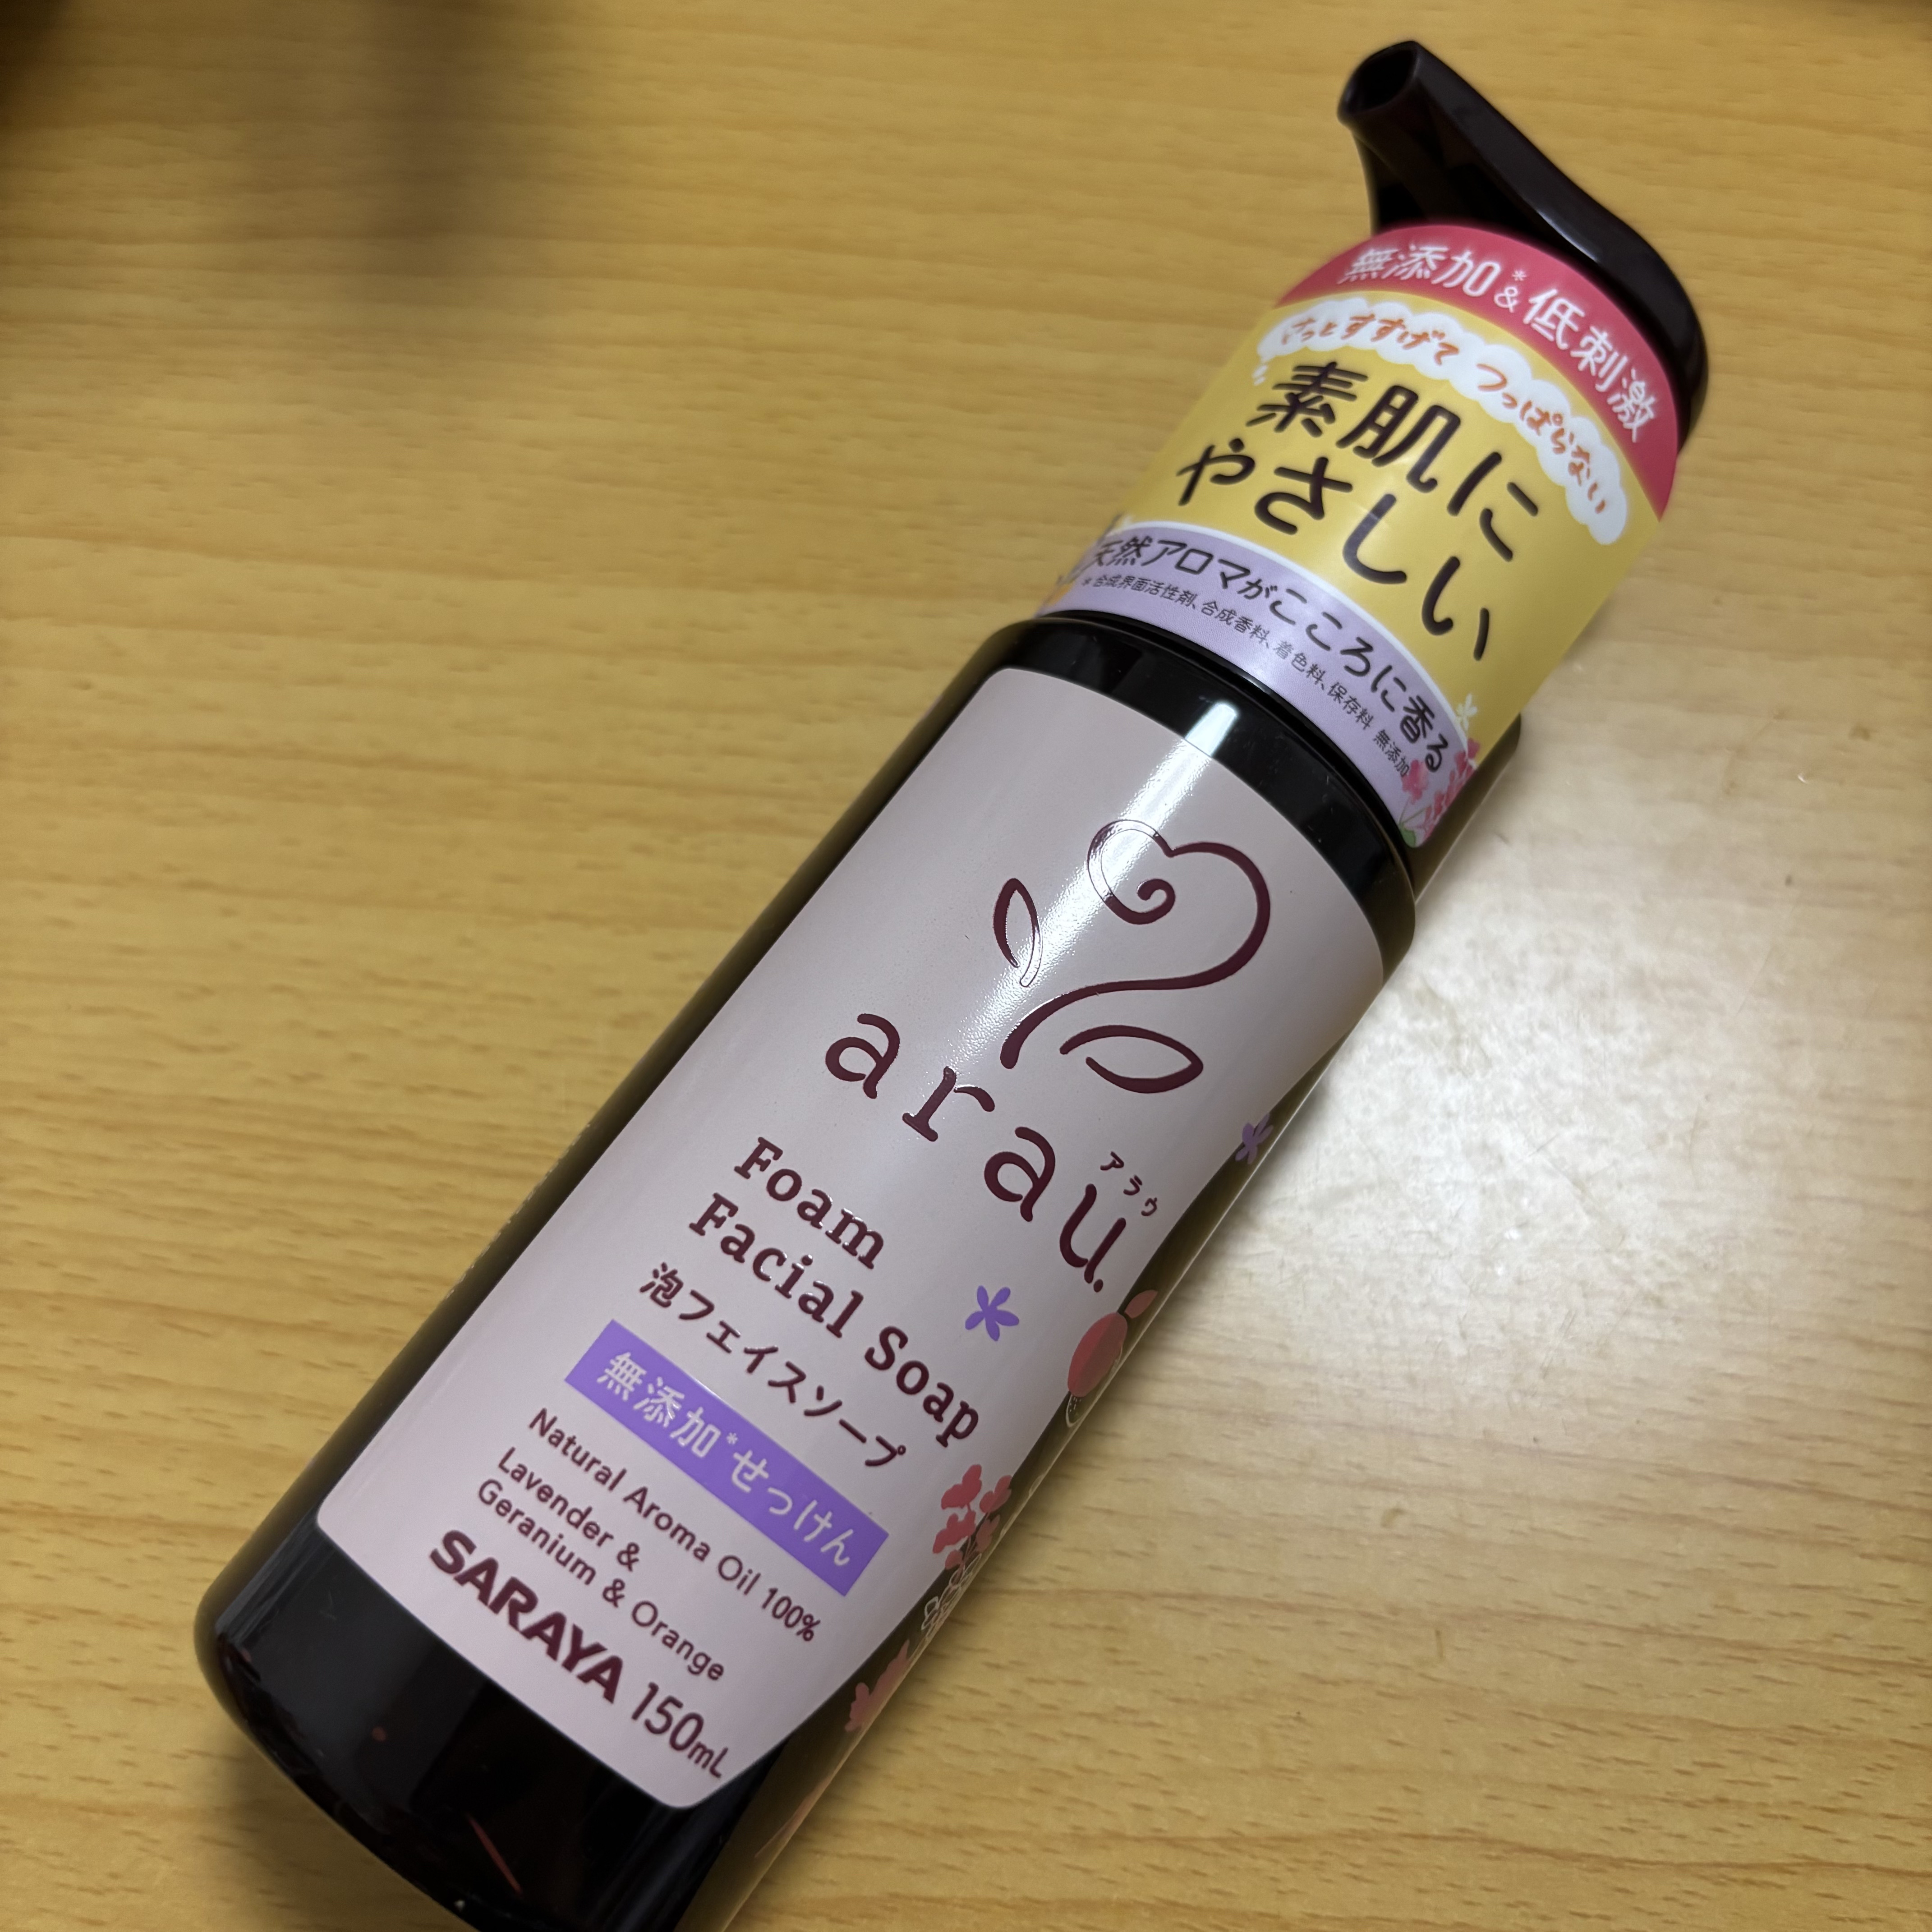 無添加*&低刺激
さっとすすげて つっぱらない
素肌に
やさしい
天然アロマがこころに香る
* 合成界面活性剤、合成香料、着色料、保存料 無添加
arau.
アラウ
Foam
Facial Soap
泡フェイスソープ
無添加*せっけん
Natural Aroma Oil 100%
Lavender &
Geranium & Orange
SARAYA 150mL